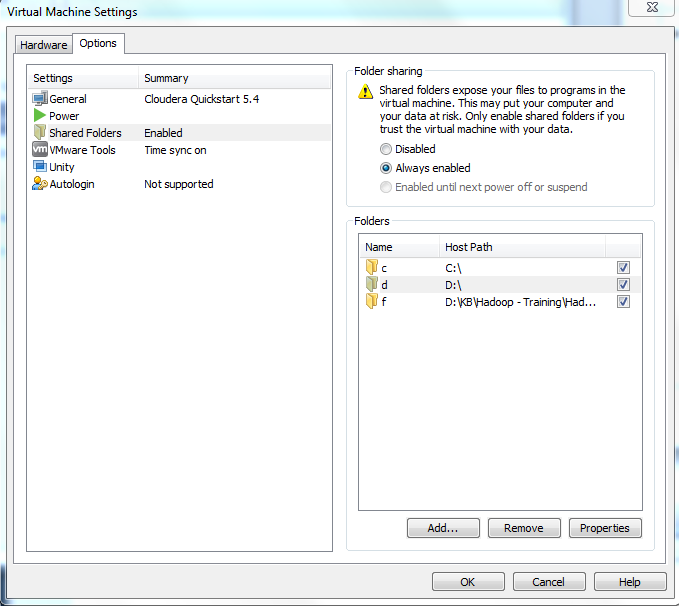 Virtual Machine Settings
Hardware
Options
Settings Summary
General Cloudera Quickstart 5.4
Power
Shared Folders Enabled
vm VMware Tools Time sync on
Unity
Autologin Not supported
Folder sharing
Shared folders expose your files to programs in the
virtual machine. This may put your computer and
your data at risk. Only enable shared folders if you
trust the virtual machine with your data.
Disabled
Always enabled
Enabled until next power off or suspend
Folders
Name Host Path
c C:\
d D:\
f D:\KB\Hadoop - Training\Had...
Add... Remove Properties
OK Cancel Help